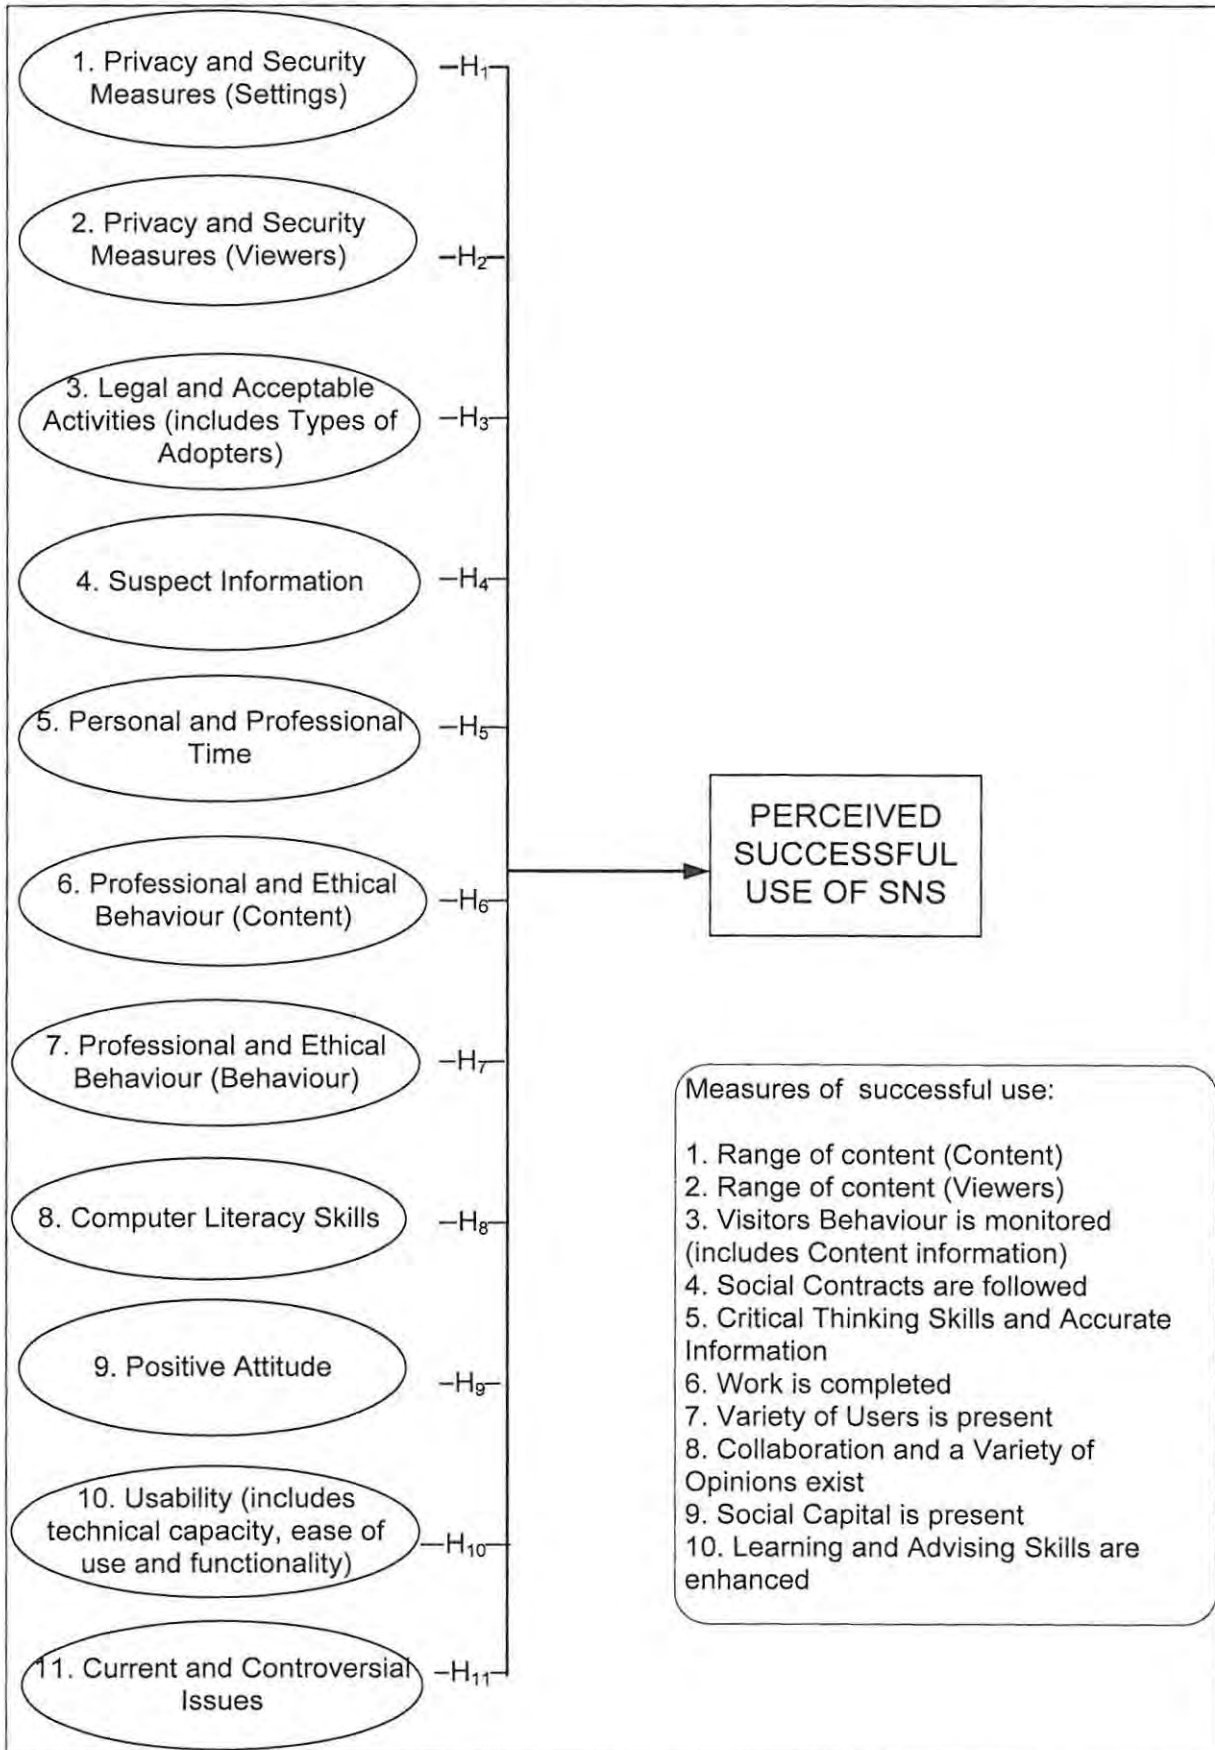 1. Privacy and Security
Measures (Settings)
–H₁–
2. Privacy and Security
Measures (Viewers)
–H₂–
3. Legal and Acceptable
Activities (includes Types of
Adopters)
–H₃–
4. Suspect Information
–H₄–
5. Personal and Professional
Time
–H₅–
6. Professional and Ethical
Behaviour (Content)
–H₆–
7. Professional and Ethical
Behaviour (Behaviour)
–H₇–
8. Computer Literacy Skills
–H₈–
9. Positive Attitude
–H₉–
10. Usability (includes
technical capacity, ease of
use and functionality)
–H₁₀–
11. Current and Controversial
Issues
–H₁₁–
PERCEIVED
SUCCESSFUL
USE OF SNS
Measures of successful use:
1. Range of content (Content)
2. Range of content (Viewers)
3. Visitors Behaviour is monitored
(includes Content information)
4. Social Contracts are followed
5. Critical Thinking Skills and Accurate
Information
6. Work is completed
7. Variety of Users is present
8. Collaboration and a Variety of
Opinions exist
9. Social Capital is present
10. Learning and Advising Skills are
enhanced